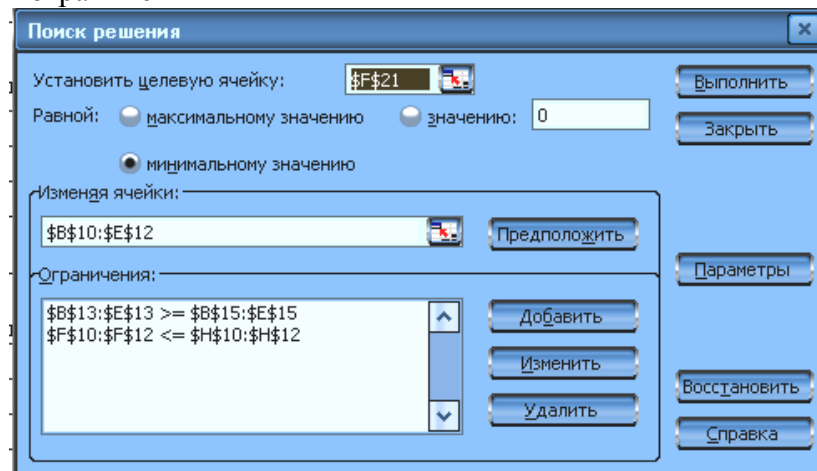 Поиск решения
Установить целевую ячейку: $F$21
Равной: максимальному значению значению: 0
минимальному значению
Изменяя ячейки:
$B$10:$E$12
Предположить
Ограничения:
$B$13:$E$13 >= $B$15:$E$15
$F$10:$F$12 <= $H$10:$H$12
Добавить
Изменить
Удалить
Выполнить
Закрыть
Параметры
Восстановить
Справка